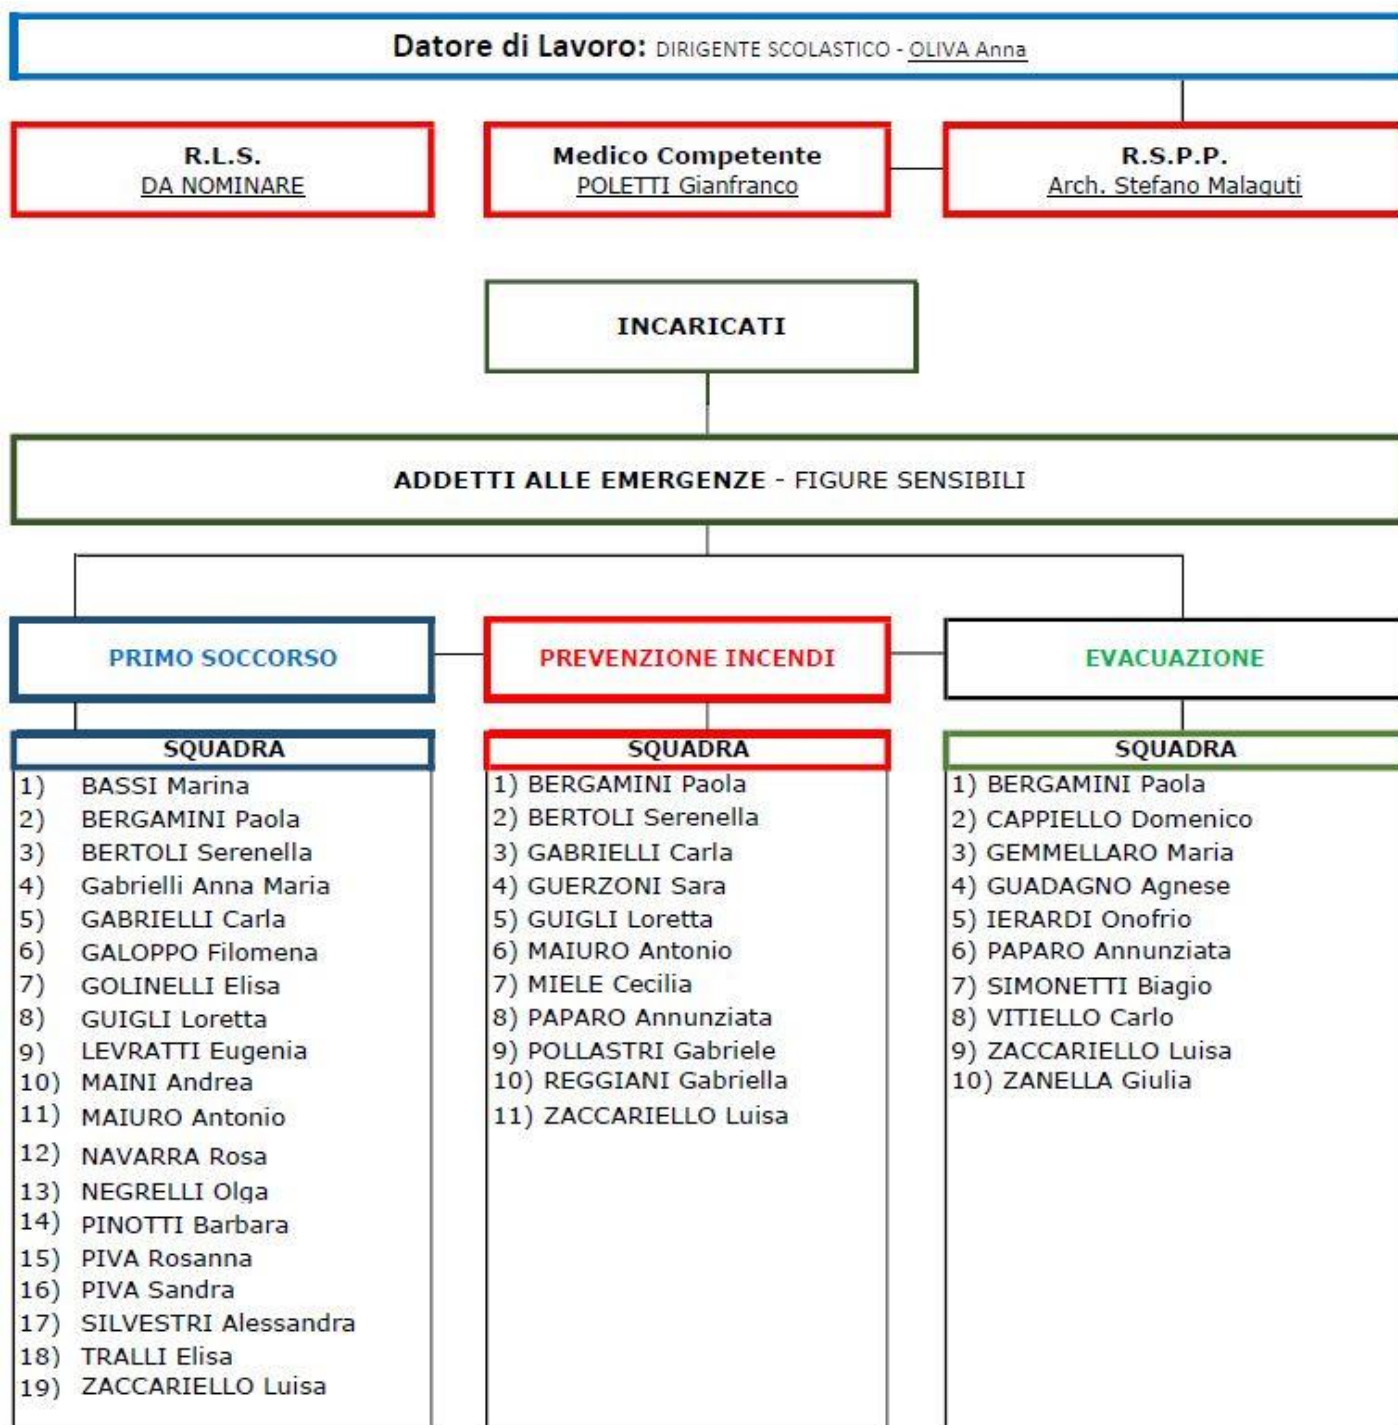 Datore di Lavoro: DIRIGENTE SCOLASTICO - OLIVA Anna
R.L.S.
DA NOMINARE
Medico Competente
POLETTI Gianfranco
R.S.P.P.
Arch. Stefano Malaguti
INCARICATI
ADDETTI ALLE EMERGENZE - FIGURE SENSIBILI
PRIMO SOCCORSO
PREVENZIONE INCENDI
EVACUAZIONE
SQUADRA
1) BASSI Marina
2) BERGAMINI Paola
3) BERTOLI Serenella
4) Gabrielli Anna Maria
5) GABRIELLI Carla
6) GALOPPO Filomena
7) GOLINELLI Elisa
8) GUIGLI Loretta
9) LEVRATTI Eugenia
10) MAINI Andrea
11) MAIURO Antonio
12) NAVARRA Rosa
13) NEGRELLI Olga
14) PINOTTI Barbara
15) PIVA Rosanna
16) PIVA Sandra
17) SILVESTRI Alessandra
18) TRALLI Elisa
19) ZACCARIELLO Luisa
SQUADRA
1) BERGAMINI Paola
2) BERTOLI Serenella
3) GABRIELLI Carla
4) GUERZONI Sara
5) GUIGLI Loretta
6) MAIURO Antonio
7) MIELE Cecilia
8) PAPARO Annunziata
9) POLLASTRI Gabriele
10) REGGIANI Gabriella
11) ZACCARIELLO Luisa
SQUADRA
1) BERGAMINI Paola
2) CAPPIELLO Domenico
3) GEMMELLARO Maria
4) GUADAGNO Agnese
5) IERARDI Onofrio
6) PAPARO Annunziata
7) SIMONETTI Biagio
8) VITIELLO Carlo
9) ZACCARIELLO Luisa
10) ZANELLA Giulia